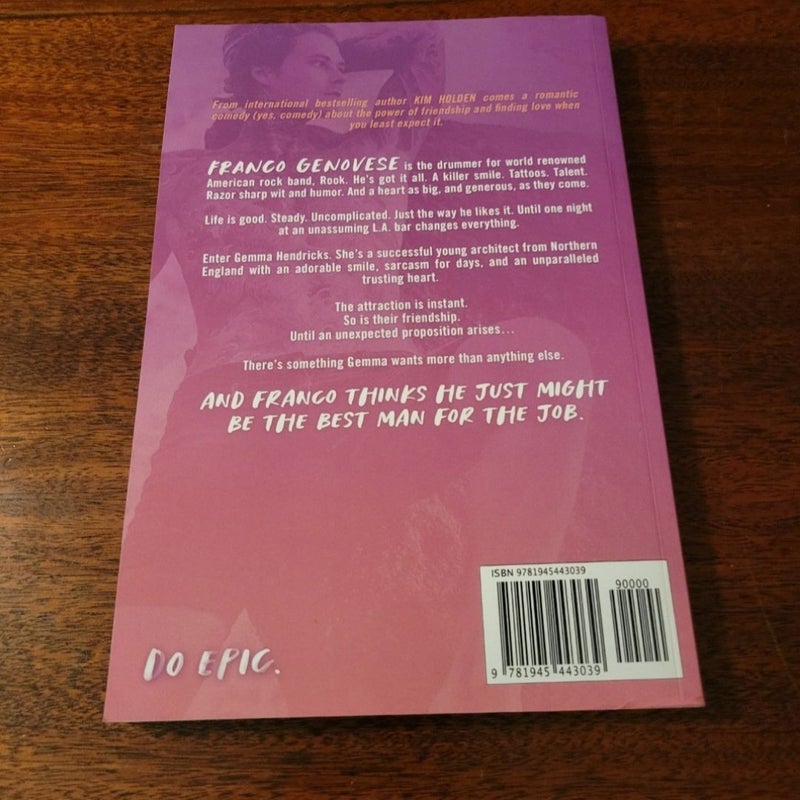 From international bestselling author KIM HOLDEN comes a romantic
comedy (yes, comedy) about the power of friendship and finding love when
you least expect it.
FRANCO GENOVESE is the drummer for world renowned
American rock band, Rook. He's got it all. A killer smile. Tattoos. Talent.
Razor sharp wit and humor. And a heart as big, and generous, as they come.
Life is good. Steady. Uncomplicated. Just the way he likes it. Until one night
at an unassuming L.A. bar changes everything.
Enter Gemma Hendricks. She's a successful young architect from Northern
England with an adorable smile, sarcasm for days, and an unparalleled
trusting heart.
The attraction is instant.
So is their friendship.
Until an unexpected proposition arises...
There's something Gemma wants more than anything else.
AND FRANCO THINKS HE JUST MIGHT
BE THE BEST MAN FOR THE JOB.
ISBN 9781945443039
90000
9 781945 443039
DO EPIC.